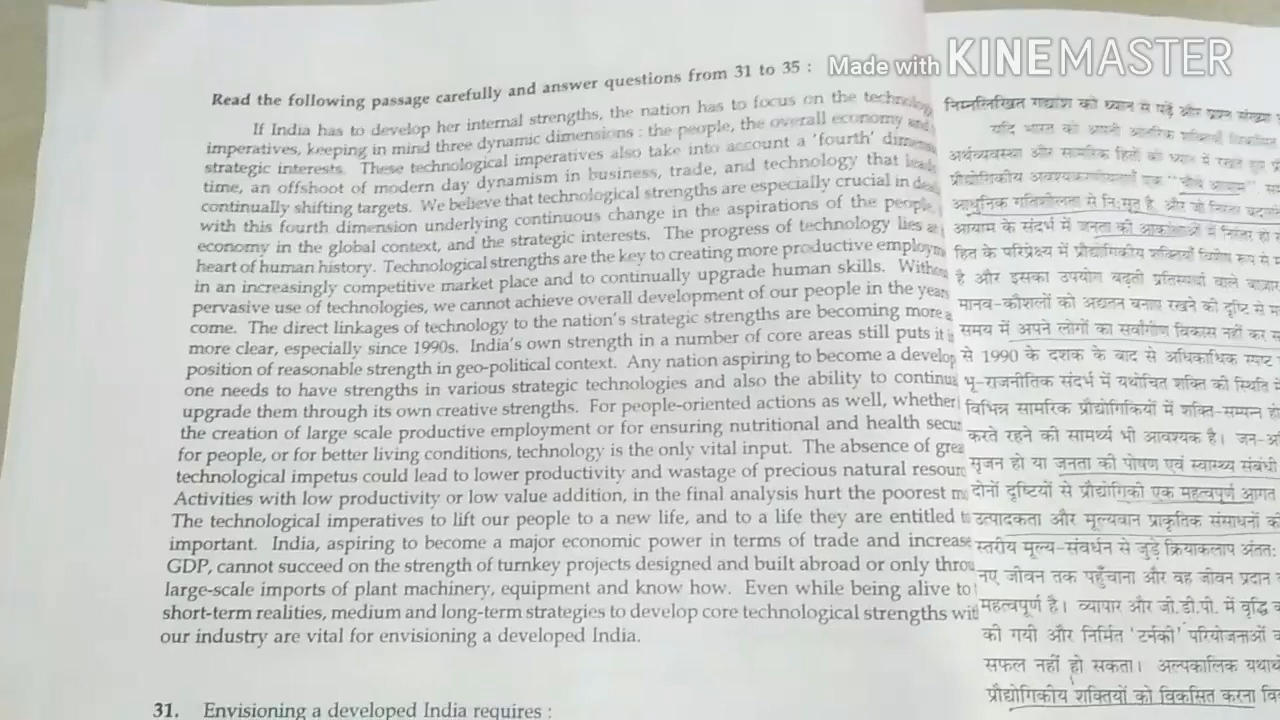 Made with KINEMASTER
Read the following passage carefully and answer questions from 31 to 35 :
If India has to develop her internal strengths, the nation has to focus on the
imperatives, keeping in mind three dynamic dimensions : the people, the overall economy and
strategic interests. These technological imperatives also take into account a 'fourth'
time, an offshoot of modern day dynamism in business, trade, and technology that
continually shifting targets. We believe that technological strengths are especially crucial in
with this fourth dimension underlying continuous change in the aspirations of the people,
economy in the global context, and the strategic interests. The progress of technology lies
heart of human history. Technological strengths are the key to creating more productive
in an increasingly competitive market place and to continually upgrade human skills.
pervasive use of technologies, we cannot achieve overall development of our people in the
come. The direct linkages of technology to the nation's strategic strengths are becoming more
more clear, especially since 1990s. India's own strength in a number of core areas still puts it
position of reasonable strength in geo-political context. Any nation aspiring to become a
one needs to have strengths in various strategic technologies and also the ability to
upgrade them through its own creative strengths. For people-oriented actions as well, whether
the creation of large scale productive employment or for ensuring nutritional and health
for people, or for better living conditions, technology is the only vital input. The absence of
technological impetus could lead to lower productivity and wastage of precious natural
Activities with low productivity or low value addition, in the final analysis hurt the poorest
The technological imperatives to lift our people to a new life, and to a life they are entitled
important. India, aspiring to become a major economic power in terms of trade and increase
GDP, cannot succeed on the strength of turnkey projects designed and built abroad or only
large-scale imports of plant machinery, equipment and know how. Even while being alive to
short-term realities, medium and long-term strategies to develop core technological strengths
our industry are vital for envisioning a developed India.
31. Envisioning a developed India requires :
निम्नलिखित गद्यांश को ध्यान से पढ़ें और प्रश्न संख्या
यदि भारत को अपनी आंतरिक शक्तियाँ
अर्थव्यवस्था और सामरिक हितों को ध्यान में रखते हुए
प्रौद्योगिकीय एक
आधुनिक गतिशीलता से नि:सृत है और जो निरंतर
आयाम के संदर्भ में जनता की आकांक्षाओं में निरंतर हो
हित के परिप्रेक्ष्य में प्रौद्योगिकीय शक्तियाँ विशेष रूप से
है और इसका उपयोग बढ़ती प्रतिस्पर्धा वाले बाजार
मानव-कौशलों को अद्यतन बनाए रखने की दृष्टि से
समय में अपने लोगों का सर्वांगीण विकास नहीं कर
से 1990 के दशक के बाद से अधिकाधिक स्पष्ट
भू-राजनीतिक संदर्भ में यथोचित शक्ति की स्थिति
विभिन्न सामरिक प्रौद्योगिकियों में शक्ति-सम्पन्न
करते रहने की सामर्थ्य भी आवश्यक है।
सृजन हो या जनता की पोषण एवं स्वास्थ्य संबंधी
दोनों दृष्टियों से प्रौद्योगिकी एक महत्वपूर्ण आगत
उत्पादकता और मूल्यवान प्राकृतिक संसाधनों
स्तरीय मूल्य-संवर्धन से जुड़े क्रियाकलाप अंततः
नए जीवन तक पहुँचाना और वह जीवन प्रदान
महत्वपूर्ण है। व्यापार और जी.डी.पी. में वृद्धि
की गयी और निर्मित 'टर्नकी' परियोजनाओं
सफल नहीं हो सकता। अल्पकालिक
प्रौद्योगिकीय शक्तियों को विकसित करना